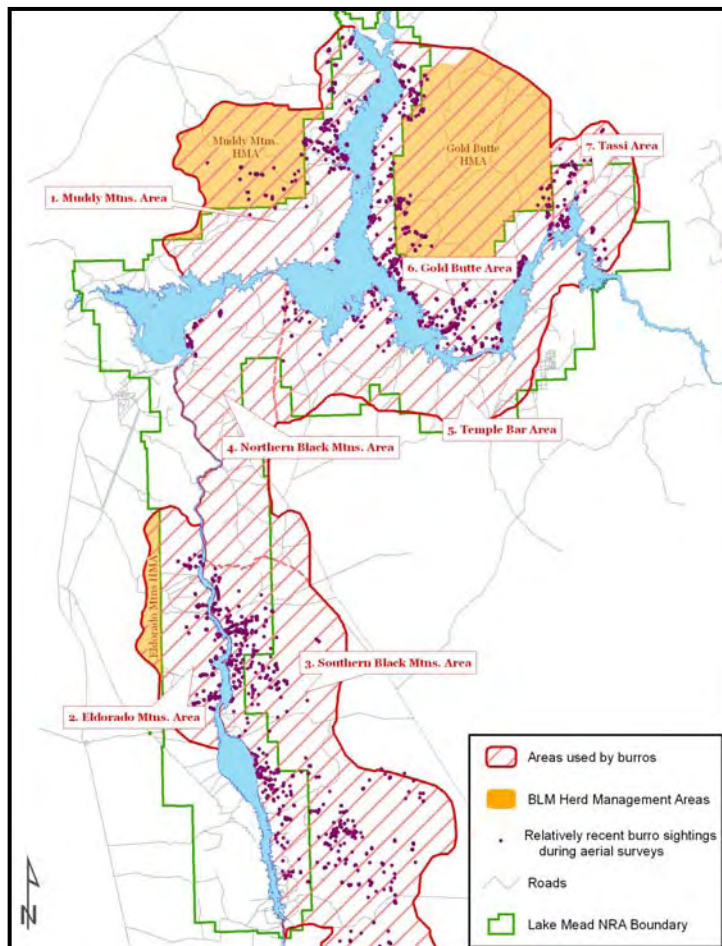 Muddy Mtns.
HMA
Gold Butte
HMA
7. Tassi Area
1. Muddy Mtns. Area
6. Gold Butte Area
5. Temple Bar Area
4. Northern Black Mtns. Area
Eldorado Mtns HMA
3. Southern Black Mtns. Area
2. Eldorado Mtns. Area
Areas used by burros
BLM Herd Management Areas
Relatively recent burro sightings
during aerial surveys
Roads
Lake Mead NRA Boundary
N